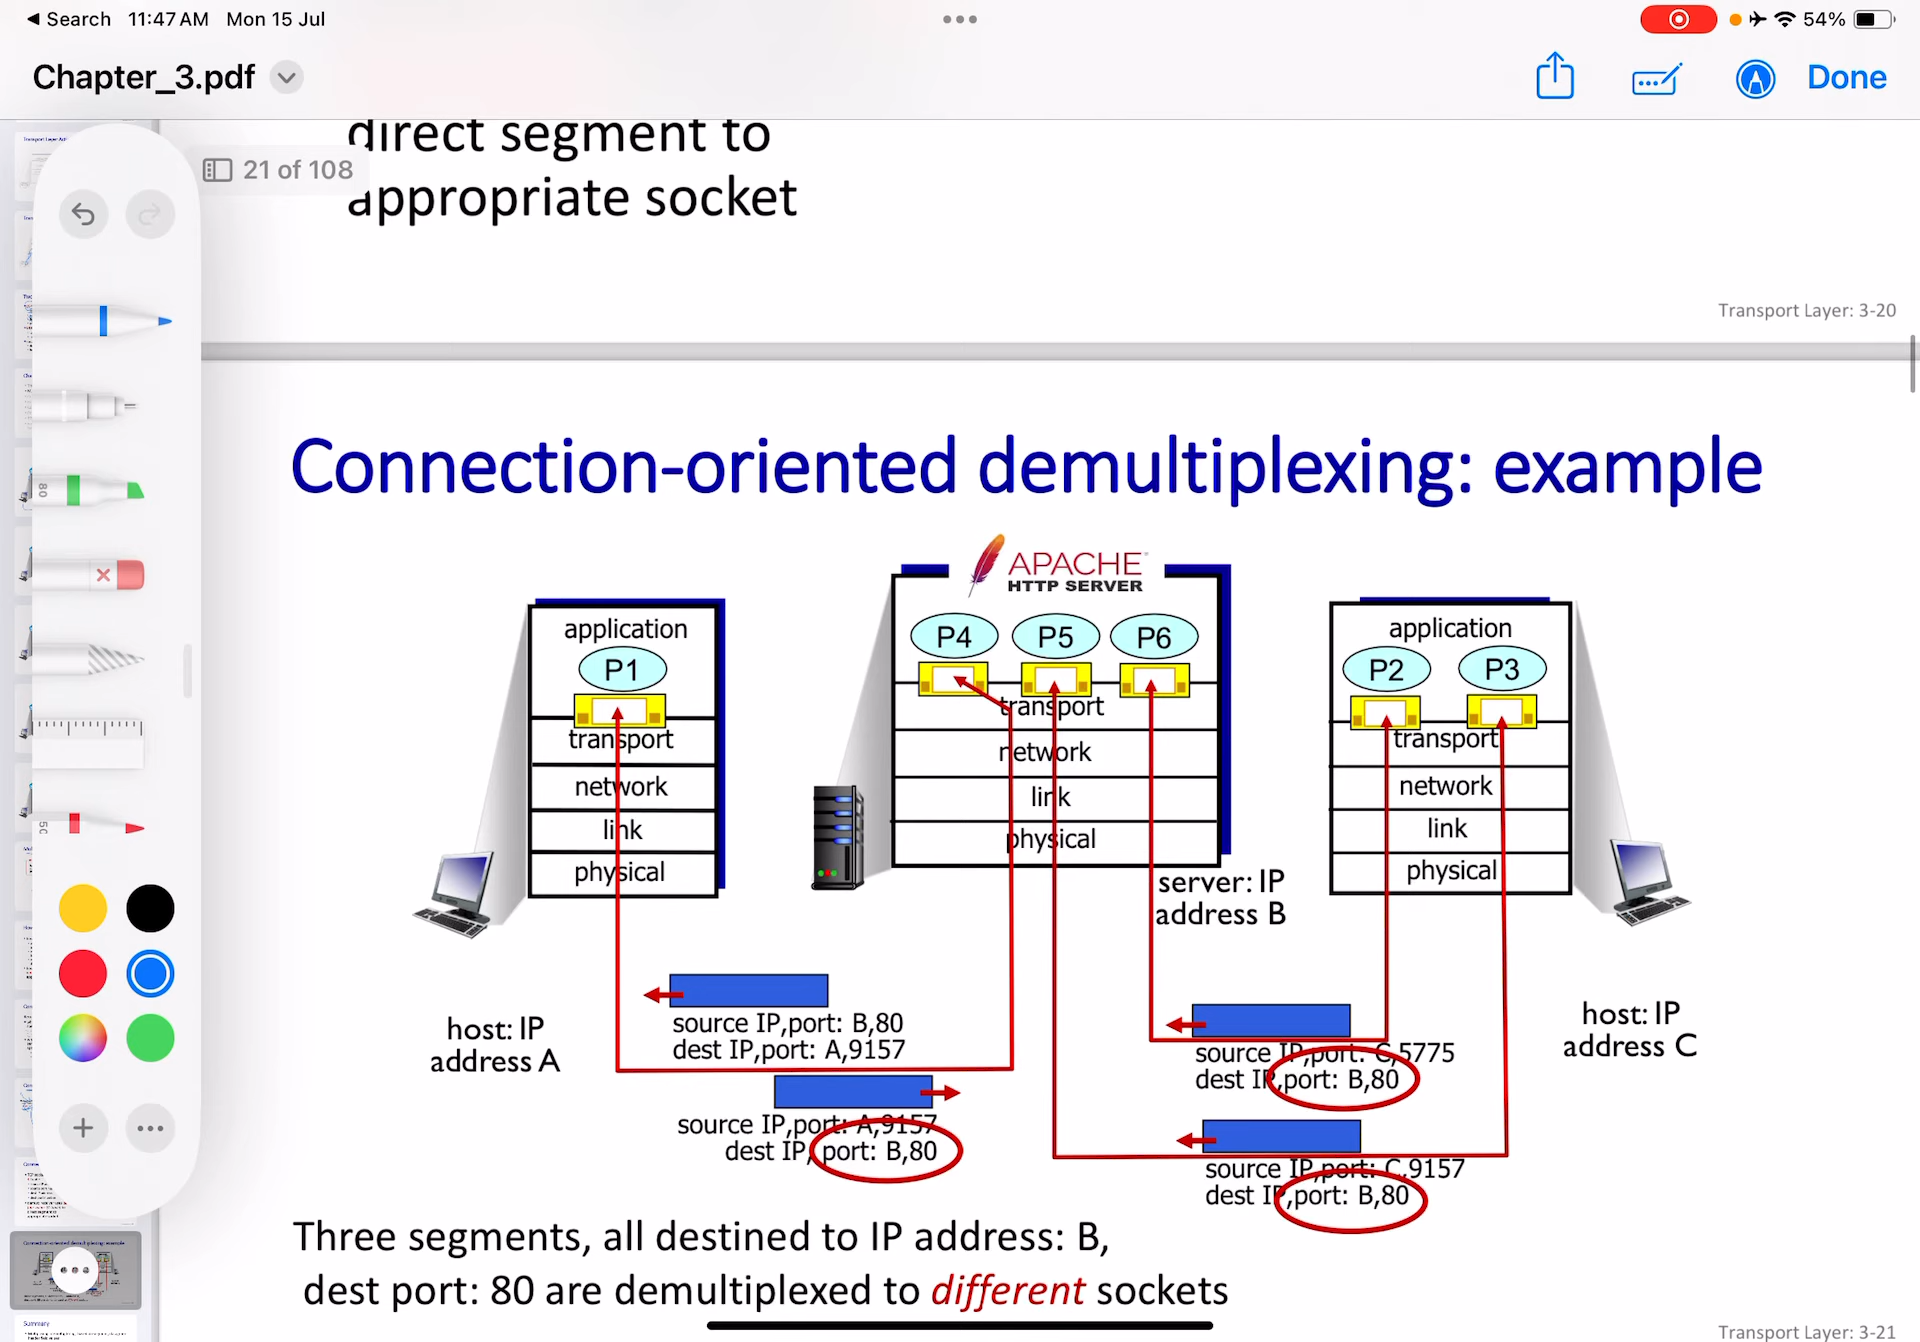 ◀ Search 11:47 AM Mon 15 Jul
54%
Chapter_3.pdf
Done
21 of 108
direct segment to
appropriate socket
Transport Layer: 3-20
Connection-oriented demultiplexing: example
APACHE
HTTP SERVER
application
P1
transport
network
link
physical
P4 P5 P6
transport
network
link
physical
application
P2 P3
transport
network
link
physical
server: IP
address B
host: IP
address A
source IP,port: B,80
dest IP,port: A,9157
source IP,port: A,9157
dest IP, port: B,80
source IP,port: C,5775
dest IP,port: B,80
source IP,port: C,9157
dest IP,port: B,80
host: IP
address C
Three segments, all destined to IP address: B,
dest port: 80 are demultiplexed to different sockets
Transport Layer: 3-21
80
Summary